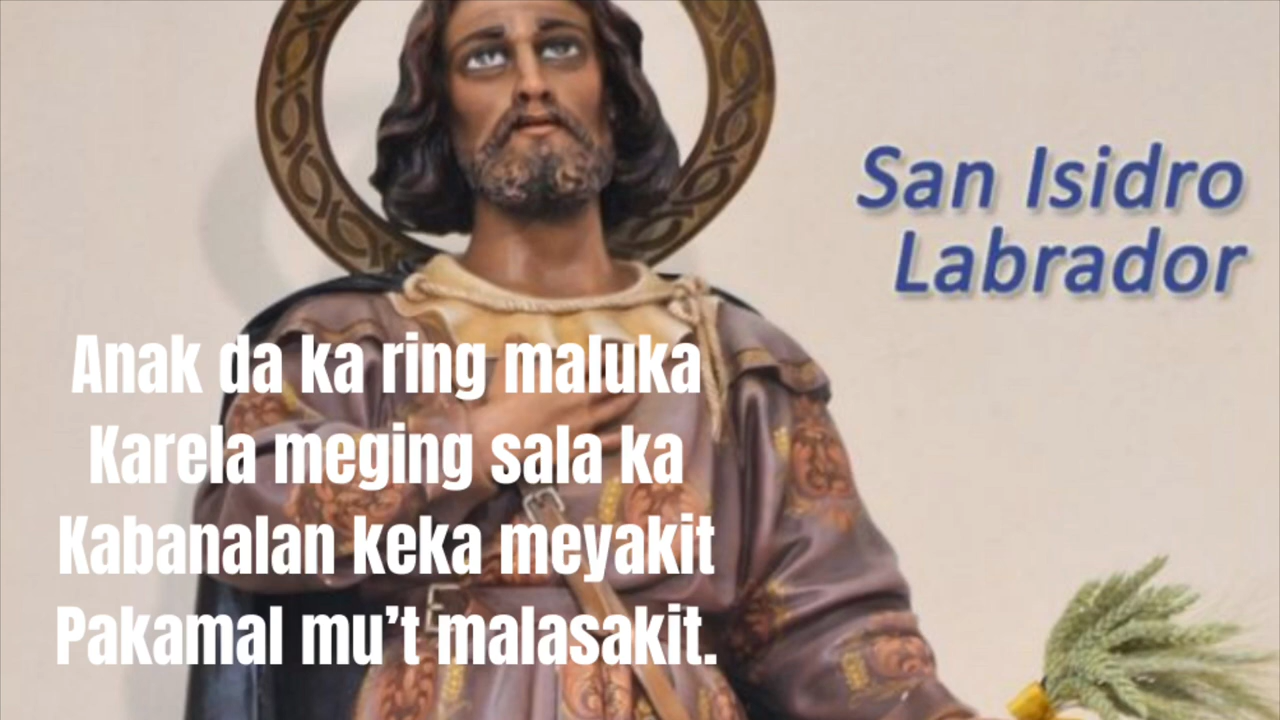 San Isidro
Labrador
Anak da ka ring maluka
Karela meging sala ka
Kabanalan keka meyakit
Pakamal mu’t malasakit.